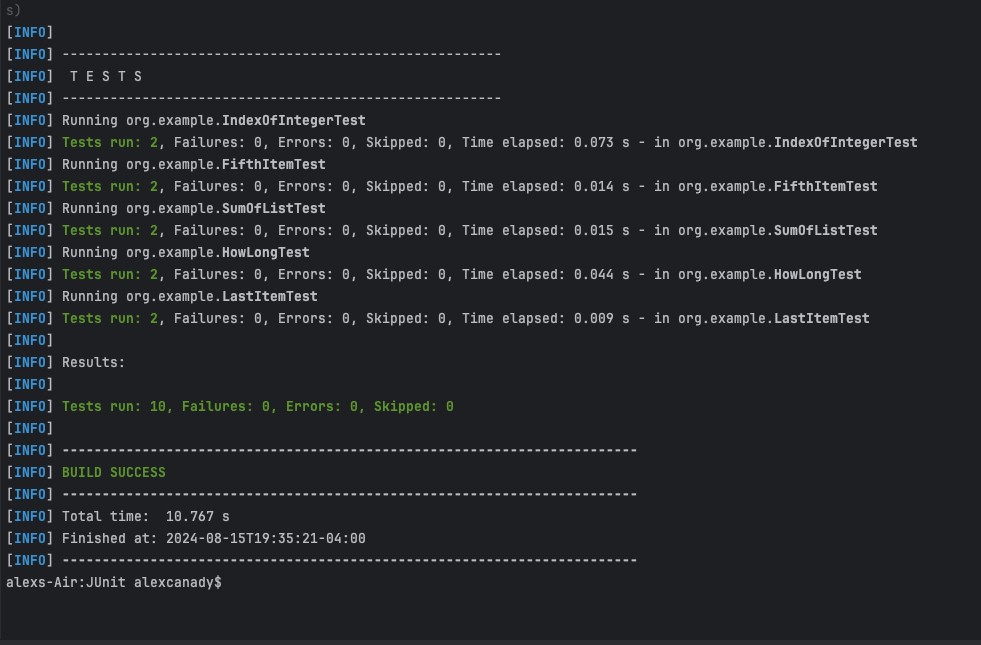 s)
[INFO]
[INFO] -------------------------------------------------------
[INFO]  T E S T S
[INFO] -------------------------------------------------------
[INFO] Running org.example.IndexOfIntegerTest
[INFO] Tests run: 2, Failures: 0, Errors: 0, Skipped: 0, Time elapsed: 0.073 s - in org.example.IndexOfIntegerTest
[INFO] Running org.example.FifthItemTest
[INFO] Tests run: 2, Failures: 0, Errors: 0, Skipped: 0, Time elapsed: 0.014 s - in org.example.FifthItemTest
[INFO] Running org.example.SumOfListTest
[INFO] Tests run: 2, Failures: 0, Errors: 0, Skipped: 0, Time elapsed: 0.015 s - in org.example.SumOfListTest
[INFO] Running org.example.HowLongTest
[INFO] Tests run: 2, Failures: 0, Errors: 0, Skipped: 0, Time elapsed: 0.044 s - in org.example.HowLongTest
[INFO] Running org.example.LastItemTest
[INFO] Tests run: 2, Failures: 0, Errors: 0, Skipped: 0, Time elapsed: 0.009 s - in org.example.LastItemTest
[INFO]
[INFO] Results:
[INFO]
[INFO] Tests run: 10, Failures: 0, Errors: 0, Skipped: 0
[INFO]
[INFO] ------------------------------------------------------------------------
[INFO] BUILD SUCCESS
[INFO] ------------------------------------------------------------------------
[INFO] Total time:  10.767 s
[INFO] Finished at: 2024-08-15T19:35:21-04:00
[INFO] ------------------------------------------------------------------------
alexs-Air:JUnit alexcanady$